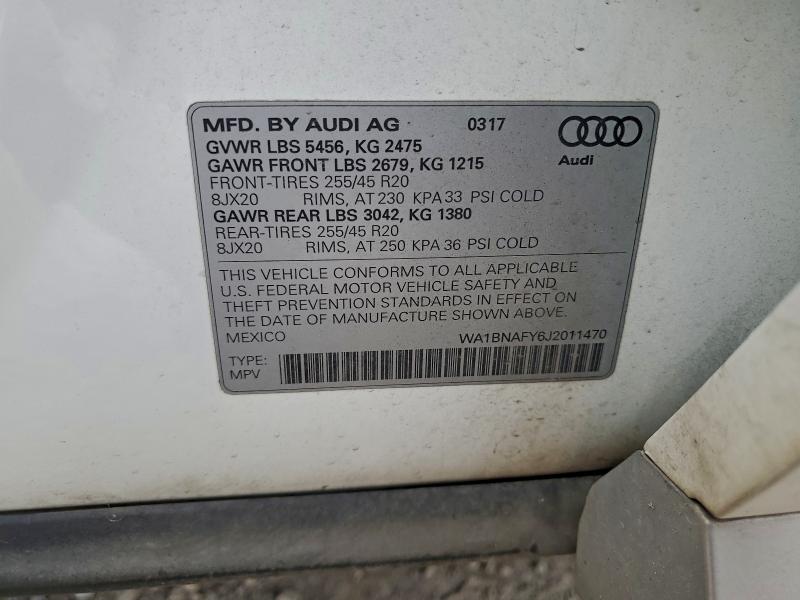 MFD. BY AUDI AG 0317
GVWR LBS 5456, KG 2475
GAWR FRONT LBS 2679, KG 1215
Audi
FRONT-TIRES 255/45 R20
8JX20 RIMS, AT 230 KPA 33 PSI COLD
GAWR REAR LBS 3042, KG 1380
REAR-TIRES 255/45 R20
8JX20 RIMS, AT 250 KPA 36 PSI COLD
THIS VEHICLE CONFORMS TO ALL APPLICABLE
U.S. FEDERAL MOTOR VEHICLE SAFETY AND
THEFT PREVENTION STANDARDS IN EFFECT ON
THE DATE OF MANUFACTURE SHOWN ABOVE.
MEXICO WA1BNAFY6J2011470
TYPE:
MPV